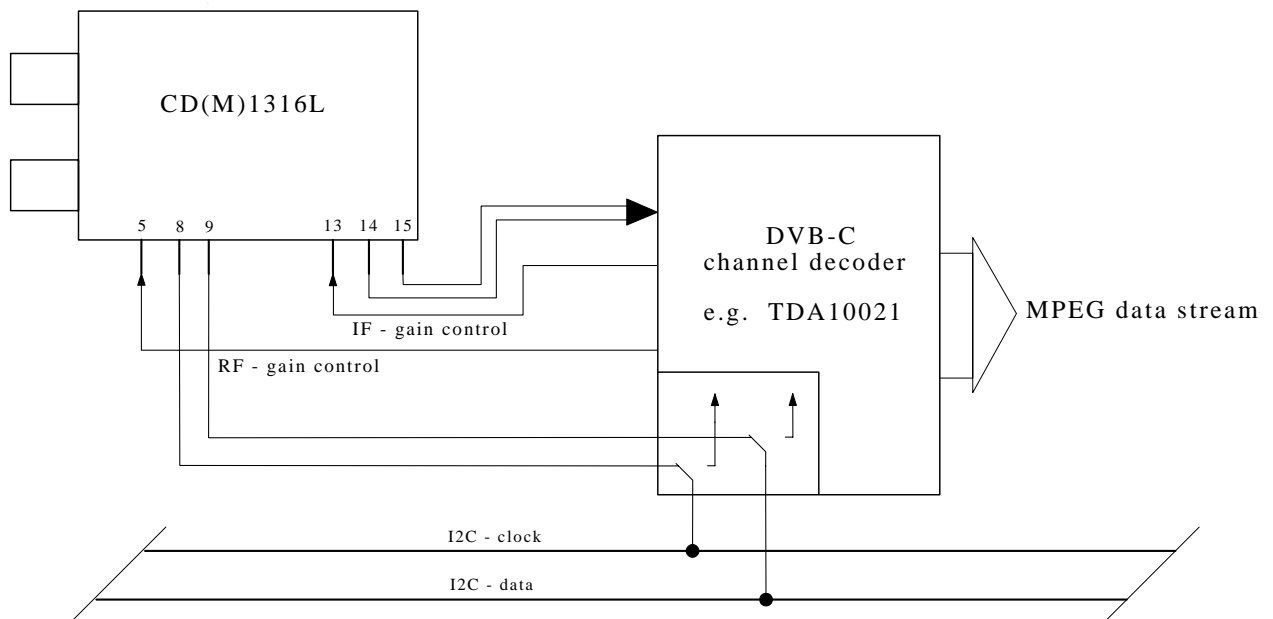 CD(M)1316L
5 8 9 13 14 15
DVB-C
channel decoder
e.g. TDA10021
MPEG data stream
IF - gain control
RF - gain control
I2C - clock
I2C - data